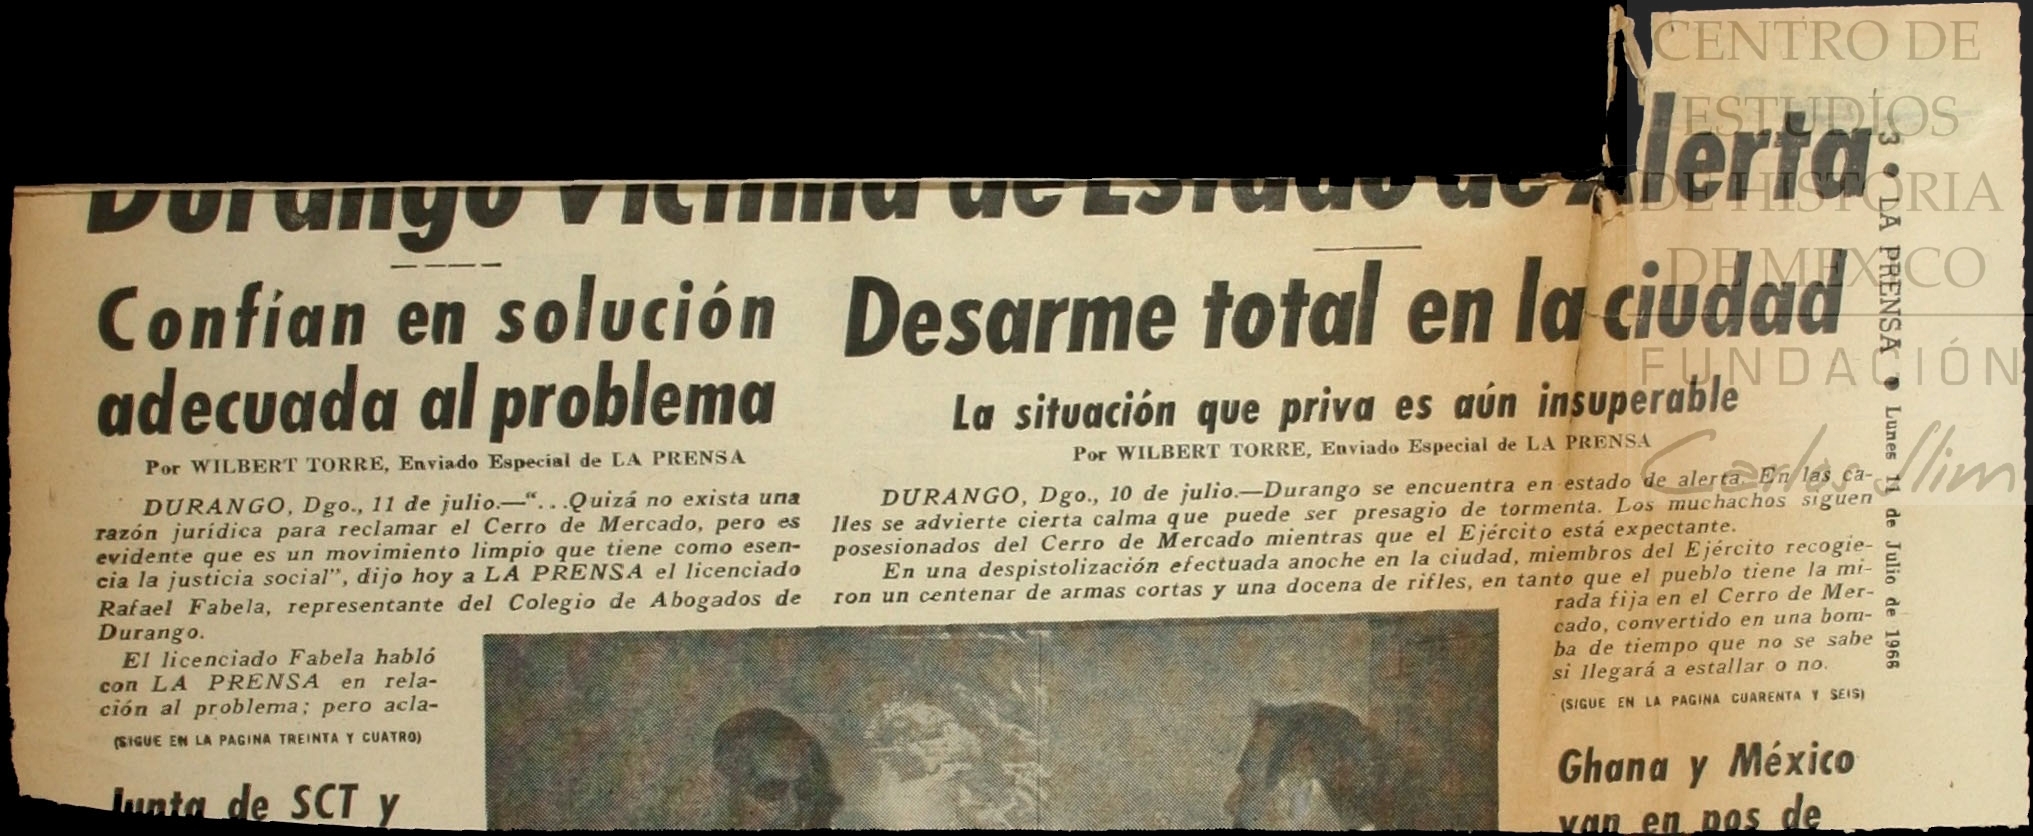 Durango Víctima de Estado de Alerta
Confían en solución
adecuada al problema
Por WILBERT TORRE, Enviado Especial de LA PRENSA
DURANGO, Dgo., 11 de julio.—“...Quizá no exista una
razón jurídica para reclamar el Cerro de Mercado, pero es
evidente que es un movimiento limpio que tiene como esen-
cia la justicia social”, dijo hoy a LA PRENSA el licenciado
Rafael Fabela, representante del Colegio de Abogados de
Durango.
El licenciado Fabela habló
con LA PRENSA en rela-
ción al problema; pero acla-
(SIGUE EN LA PAGINA TREINTA Y CUATRO)
Junta de SCT y
Desarme total en la ciudad
La situación que priva es aún insuperable
Por WILBERT TORRE, Enviado Especial de LA PRENSA
DURANGO, Dgo., 10 de julio.—Durango se encuentra en estado de alerta. En las ca-
lles se advierte cierta calma que puede ser presagio de tormenta. Los muchachos siguen
posesionados del Cerro de Mercado mientras que el Ejército está expectante.
En una despistolización efectuada anoche en la ciudad, miembros del Ejército recogie-
ron un centenar de armas cortas y una docena de rifles, en tanto que el pueblo tiene la mi-
rada fija en el Cerro de Mer-
cado, convertido en una bom-
ba de tiempo que no se sabe
si llegará a estallar o no.
(SIGUE EN LA PAGINA CUARENTA Y SEIS)
Ghana y México
van en pos de
3 • LA PRENSA • Lunes 11 de Julio de 1966
CENTRO DE
ESTUDIOS
DE HISTORIA
DE MÉXICO
FUNDACIÓN
Carlos Slim